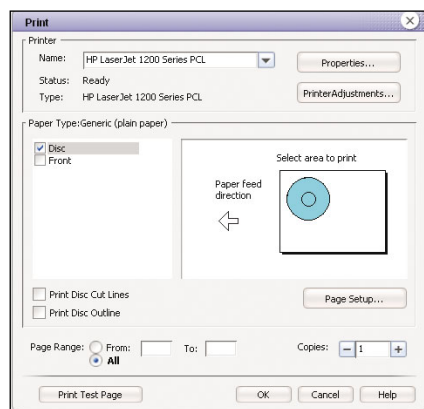 Print
Printer
Name: HP LaserJet 1200 Series PCL
Properties...
Status: Ready
Type: HP LaserJet 1200 Series PCL
PrinterAdjustments...
Paper Type:Generic (plain paper)
Disc
Front
Select area to print
Paper feed
direction
Print Disc Cut Lines
Print Disc Outline
Page Setup...
Page Range: From: To: Copies: 1
All
Print Test Page OK Cancel Help